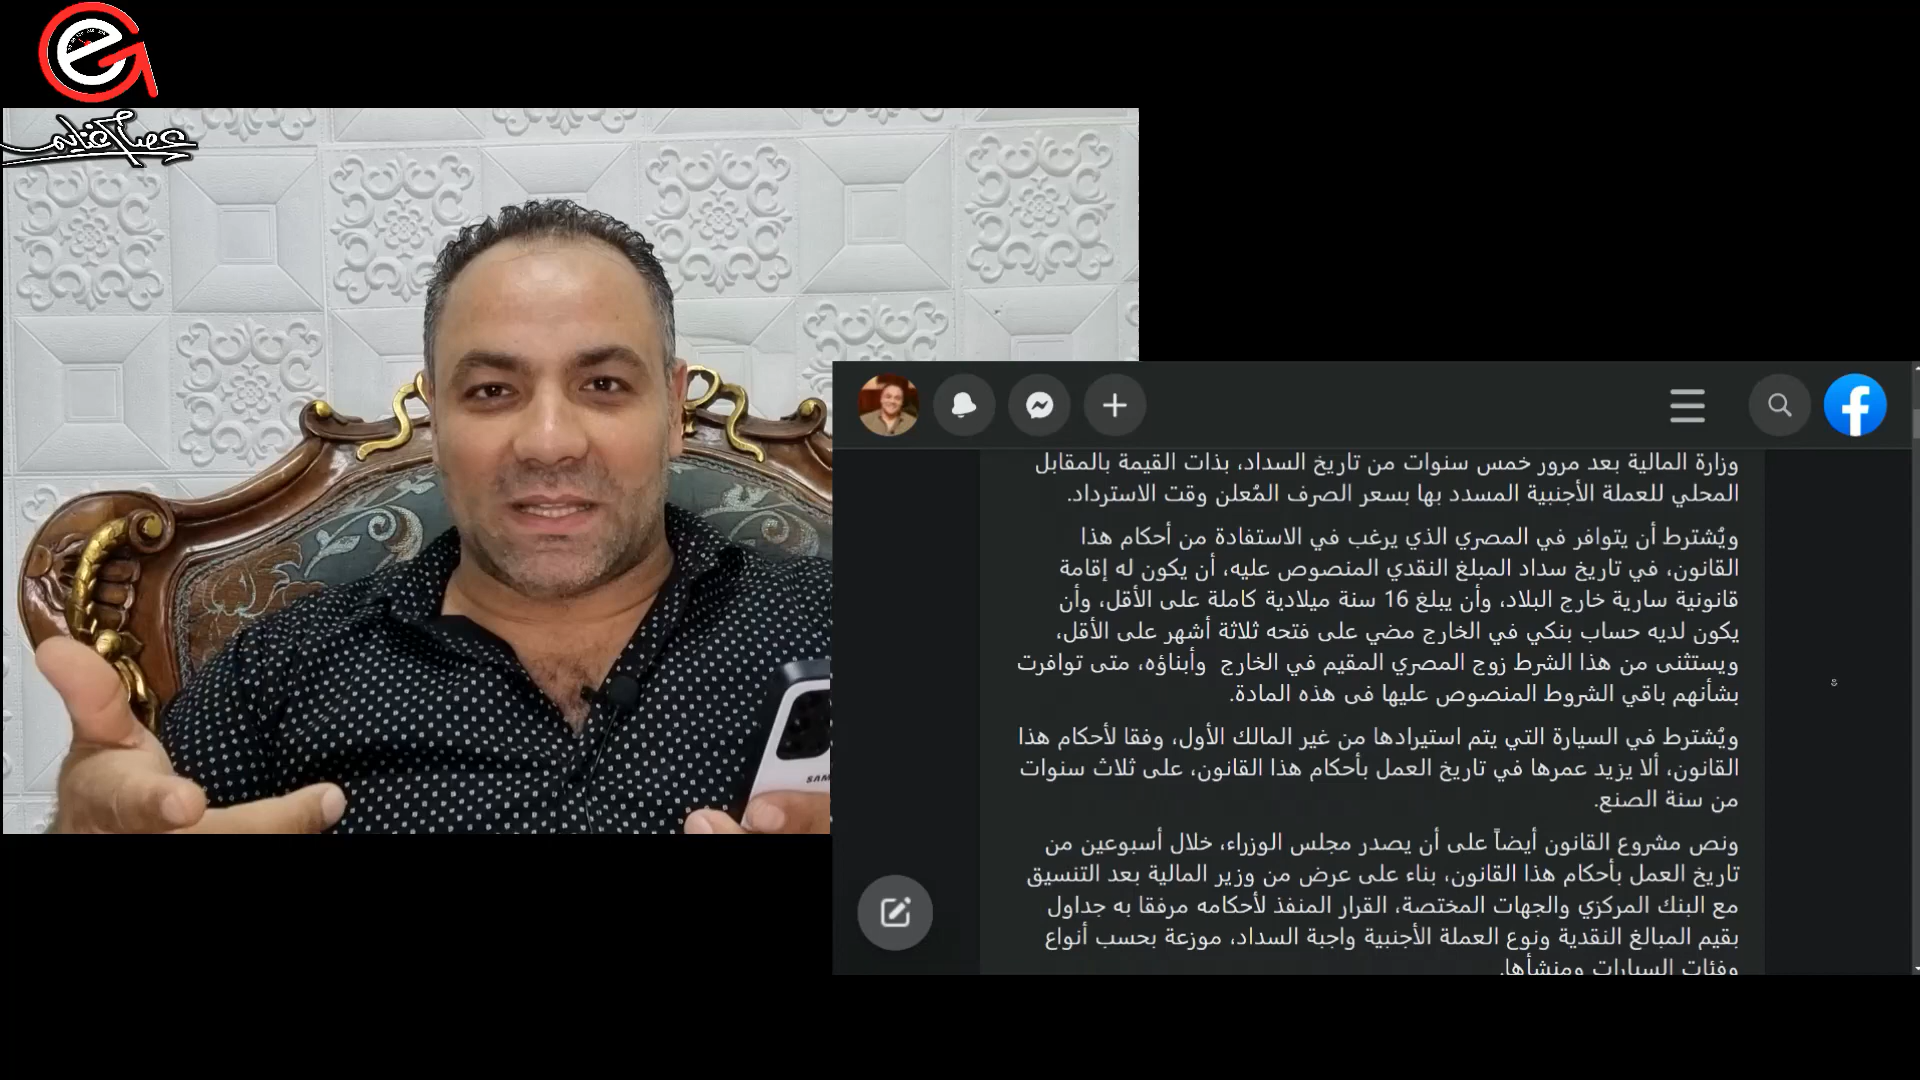 عصام غنايم
وزارة المالية بعد مرور خمس سنوات من تاريخ السداد، بذات القيمة بالمقابل
المحلي للعملة الأجنبية المسدد بها بسعر الصرف المُعلن وقت الاسترداد.
ويُشترط أن يتوافر في المصري الذي يرغب في الاستفادة من أحكام هذا
القانون، في تاريخ سداد المبلغ النقدي المنصوص عليه، أن يكون له إقامة
قانونية سارية خارج البلاد، وأن يبلغ 16 سنة ميلادية كاملة على الأقل، وأن
يكون لديه حساب بنكي في الخارج مضي على فتحه ثلاثة أشهر على الأقل،
ويستثنى من هذا الشرط زوج المصري المقيم في الخارج وأبناؤه، متى توافرت
بشأنهم باقي الشروط المنصوص عليها فى هذه المادة.
ويُشترط في السيارة التي يتم استيرادها من غير المالك الأول، وفقا لأحكام هذا
القانون، ألا يزيد عمرها في تاريخ العمل بأحكام هذا القانون، على ثلاث سنوات
من سنة الصنع.
ونص مشروع القانون أيضاً على أن يصدر مجلس الوزراء، خلال أسبوعين من
تاريخ العمل بأحكام هذا القانون، بناء على عرض من وزير المالية بعد التنسيق
مع البنك المركزي والجهات المختصة، القرار المنفذ لأحكامه مرفقا به جداول
بقيم المبالغ النقدية ونوع العملة الأجنبية واجبة السداد، موزعة بحسب أنواع
وفئات السيارات ومنشأها.